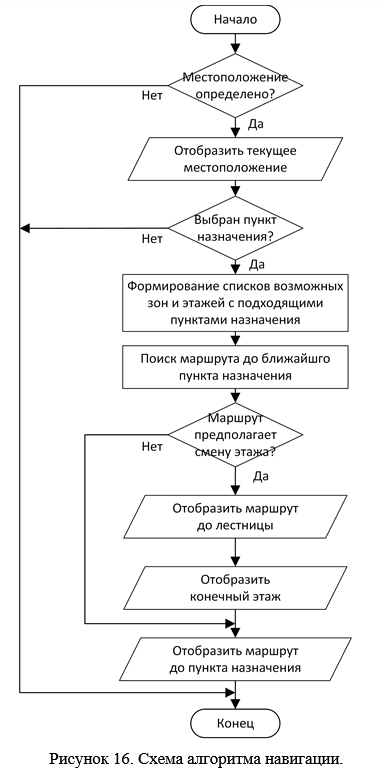 Начало
Местоположение
определено?
Нет
Да
Отобразить текущее
местоположение
Выбран пункт
назначения?
Нет
Да
Формирование списков возможных
зон и этажей с подходящими
пунктами назначения
Поиск маршрута до ближайшго
пункта назначения
Маршрут
предполагает
смену этажа?
Нет
Да
Отобразить маршрут
до лестницы
Отобразить
конечный этаж
Отобразить маршрут
до пункта назначения
Конец
Рисунок 16. Схема алгоритма навигации.